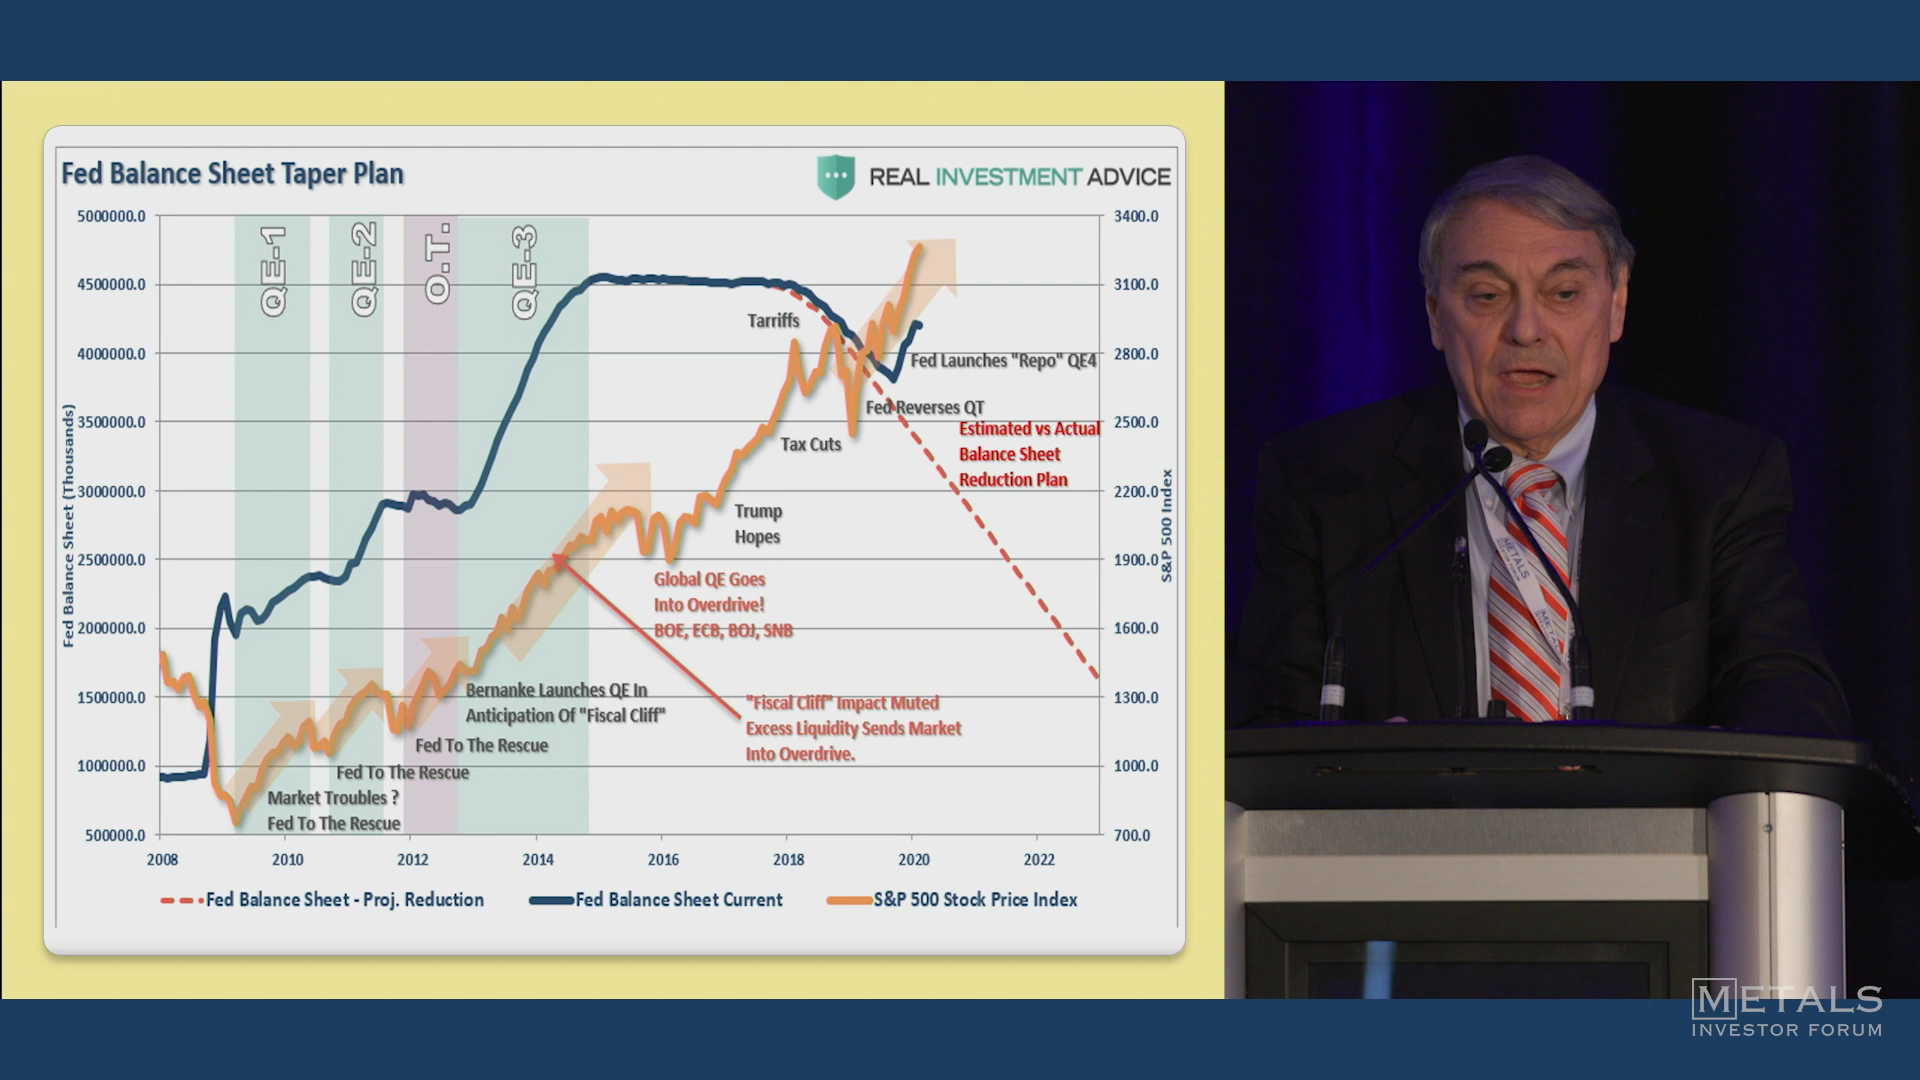 Fed Balance Sheet Taper Plan
REAL INVESTMENT ADVICE
5000000.0
4500000.0
4000000.0
3500000.0
3000000.0
2500000.0
2000000.0
1500000.0
1000000.0
500000.0
Fed Balance Sheet (Thousands)
QE-1
QE-2
O.T.
QE-3
Tarriffs
Fed Launches "Repo" QE4
Fed Reverses QT
Estimated vs Actual
Balance Sheet
Reduction Plan
Tax Cuts
Trump
Hopes
Global QE Goes
Into Overdrive!
BOE, ECB, BOJ, SNB
Bernanke Launches QE In
Anticipation Of "Fiscal Cliff"
"Fiscal Cliff" Impact Muted
Excess Liquidity Sends Market
Into Overdrive.
Fed To The Rescue
Fed To The Rescue
Market Troubles ?
Fed To The Rescue
3400.0
3100.0
2800.0
2500.0
2200.0
1900.0
1600.0
1300.0
1000.0
700.0
S&P 500 Index
2008 2010 2012 2014 2016 2018 2020 2022
Fed Balance Sheet - Proj. Reduction Fed Balance Sheet Current S&P 500 Stock Price Index
METALS
METALS
INVESTOR FORUM